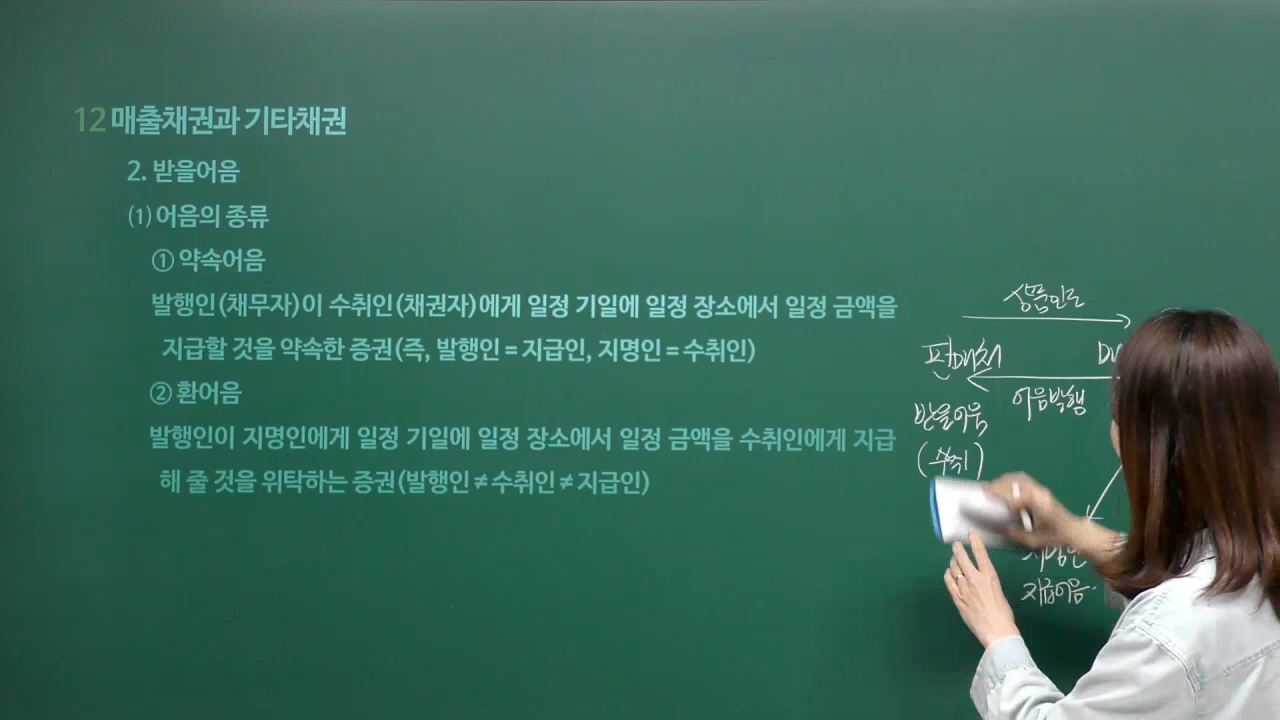 12 매출채권과 기타채권
2. 받을어음
(1) 어음의 종류
① 약속어음
발행인(채무자)이 수취인(채권자)에게 일정 기일에 일정 장소에서 일정 금액을
지급할 것을 약속한 증권(즉, 발행인 = 지급인, 지명인 = 수취인)
② 환어음
발행인이 지명인에게 일정 기일에 일정 장소에서 일정 금액을 수취인에게 지급
해 줄 것을 위탁하는 증권(발행인 ≠ 수취인 ≠ 지급인)
상품인도
판매처
어음발행
받을어음
(수취)
지명인
지급어음